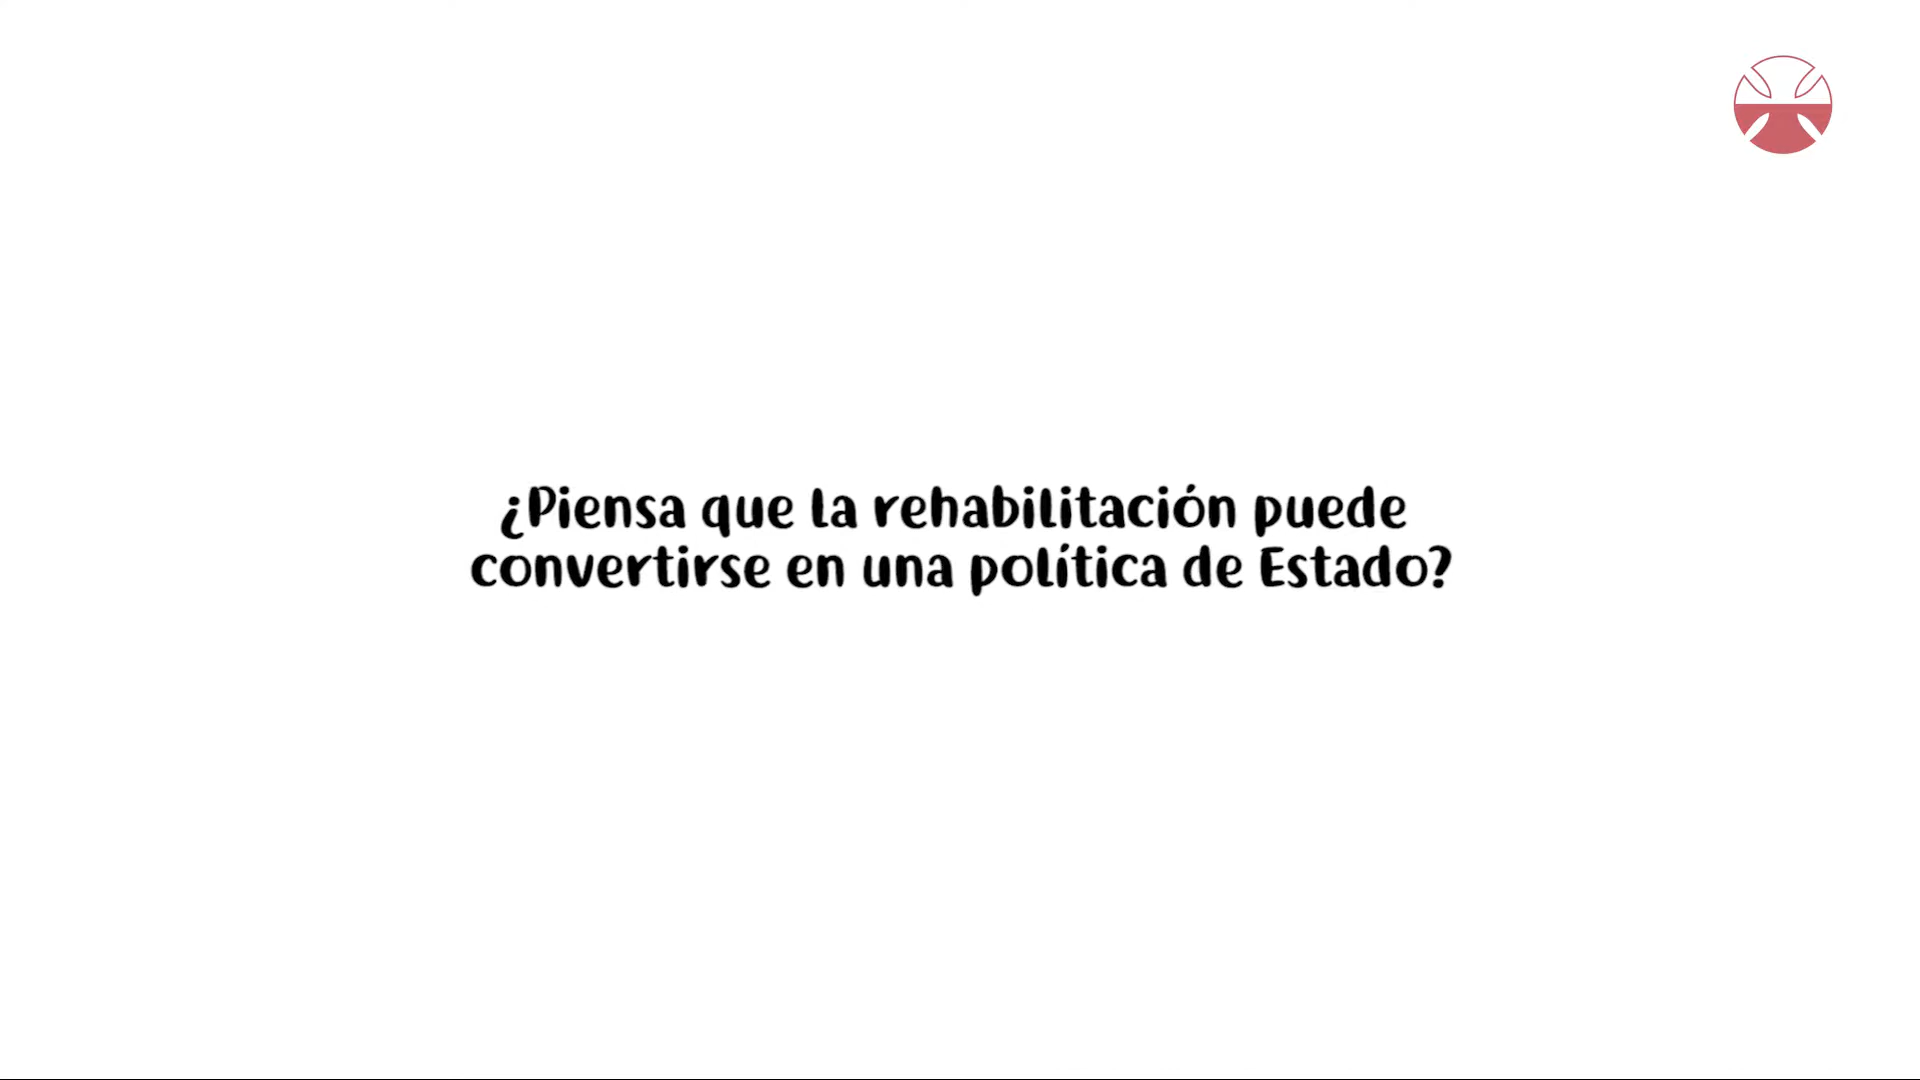 ¿Piensa que la rehabilitación puede
convertirse en una política de Estado?